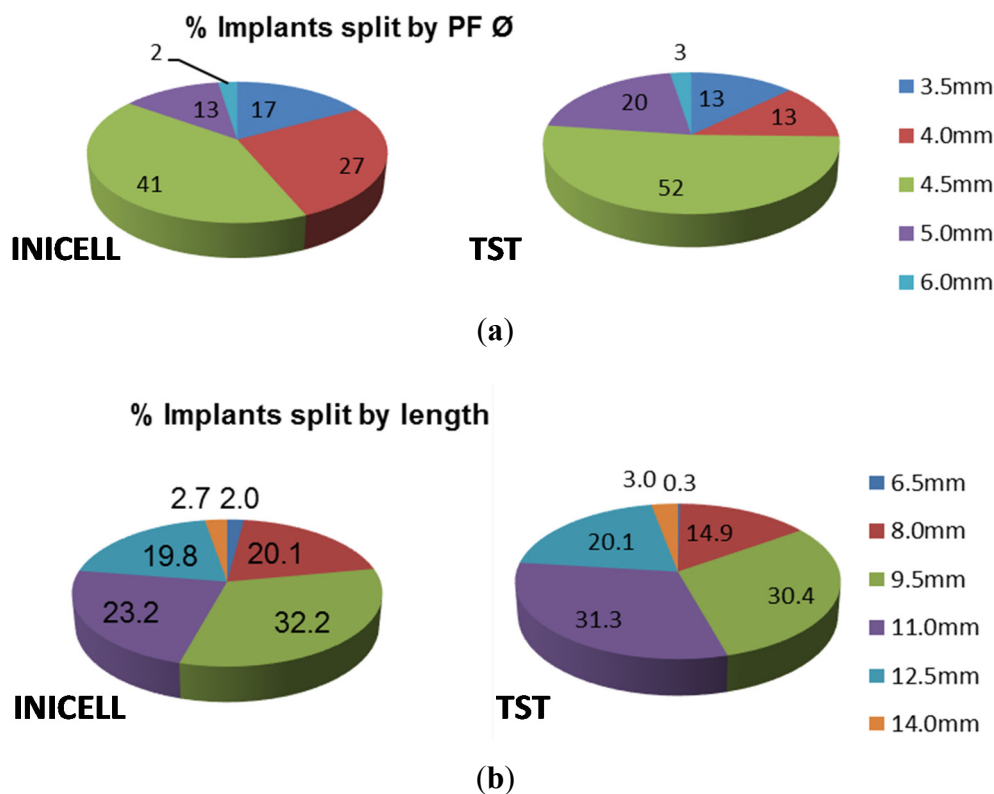 % Implants split by PF Ø
2
13
17
27
41
INICELL
3
20
13
13
52
TST
3.5mm
4.0mm
4.5mm
5.0mm
6.0mm
(a)
% Implants split by length
2.7 2.0
19.8
20.1
23.2
32.2
INICELL
3.0 0.3
20.1
14.9
31.3
30.4
TST
6.5mm
8.0mm
9.5mm
11.0mm
12.5mm
14.0mm
(b)